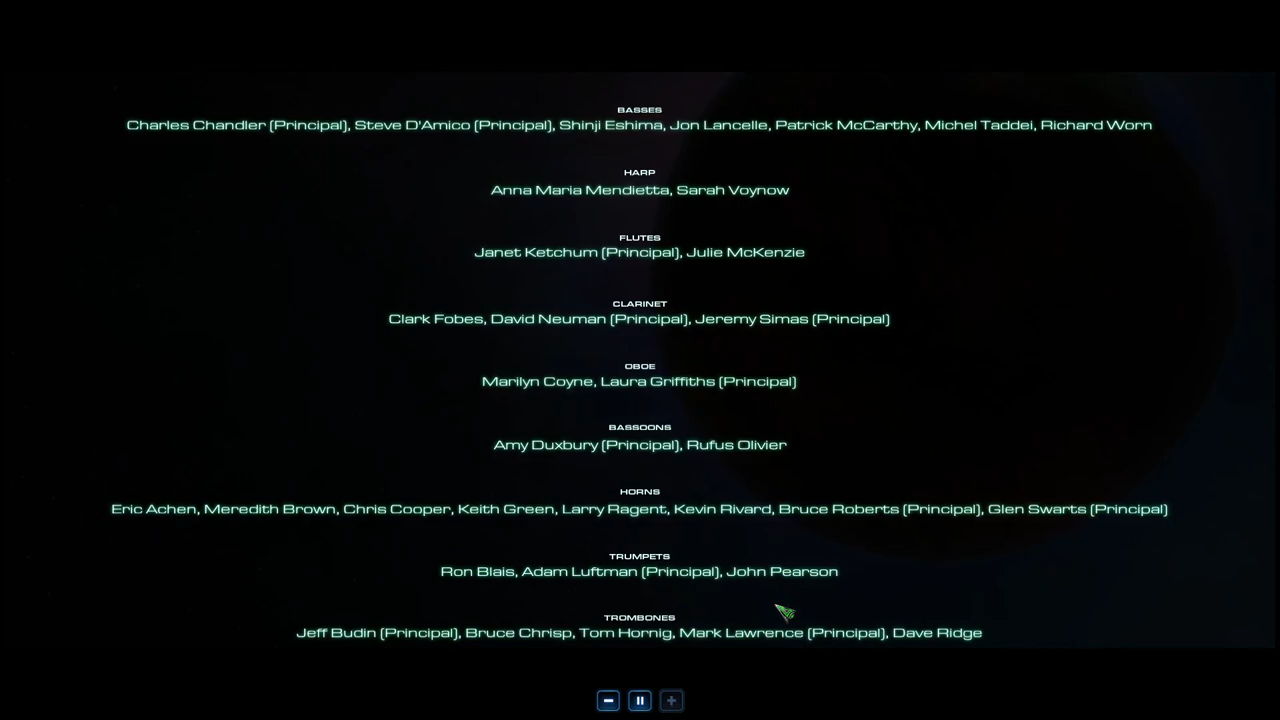 BASSES
Charles Chandler (Principal), Steve D'Amico (Principal), Shinji Eshima, Jon Lancelle, Patrick McCarthy, Michel Taddei, Richard Worn
HARP
Anna Maria Mendietta, Sarah Voynow
FLUTES
Janet Ketchum (Principal), Julie McKenzie
CLARINET
Clark Fobes, David Neuman (Principal), Jeremy Simas (Principal)
OBOE
Marilyn Coyne, Laura Griffiths (Principal)
BASSOONS
Amy Duxbury (Principal), Rufus Olivier
HORNS
Eric Achen, Meredith Brown, Chris Cooper, Keith Green, Larry Ragent, Kevin Rivard, Bruce Roberts (Principal), Glen Swarts (Principal)
TRUMPETS
Ron Blais, Adam Luftman (Principal), John Pearson
TROMBONES
Jeff Budin (Principal), Bruce Chrisp, Tom Hornig, Mark Lawrence (Principal), Dave Ridge